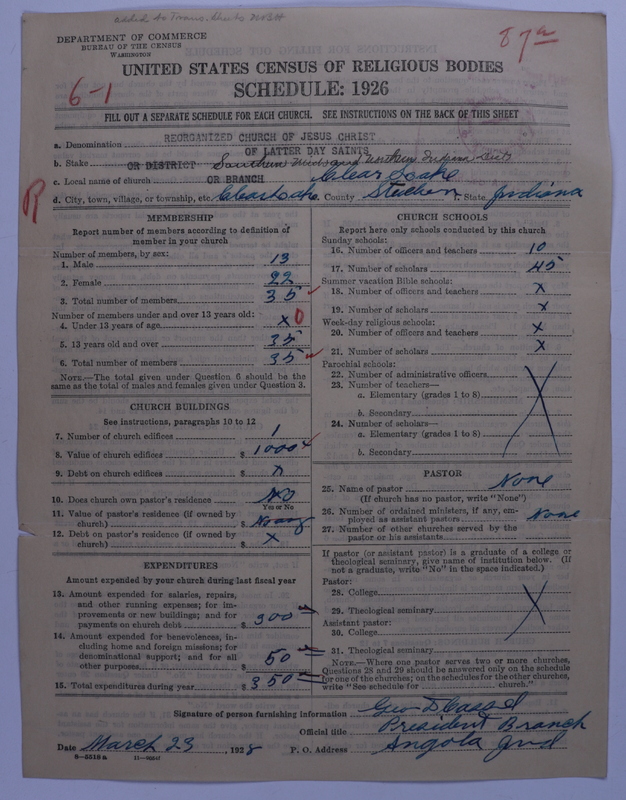 added to Trans. Sheets
87a
DEPARTMENT OF COMMERCE
BUREAU OF THE CENSUS
WASHINGTON
UNITED STATES CENSUS OF RELIGIOUS BODIES
6-1
SCHEDULE: 1926
FILL OUT A SEPARATE SCHEDULE FOR EACH CHURCH. SEE INSTRUCTIONS ON THE BACK OF THIS SHEET
a. Denomination REORGANIZED CHURCH OF JESUS CHRIST
OF LATTER DAY SAINTS
b. Stake OR DISTRICT Southern Mich and Northern Indiana Dist
c. Local name of church OR BRANCH Clear Lake
R
d. City, town, village, or township, etc. Clear Lake County Steuben f. State Indiana
MEMBERSHIP
Report number of members according to definition of
member in your church
Number of members, by sex:
1. Male 13
2. Female 22
3. Total number of members 35
Number of members under and over 13 years old:
4. Under 13 years of age x 0
5. 13 years old and over 35
6. Total number of members 35
NOTE.—The total given under Question 6 should be the
same as the total of males and females given under Question 3.
CHURCH BUILDINGS
See instructions, paragraphs 10 to 12
7. Number of church edifices 1
8. Value of church edifices $ 1000
9. Debt on church edifices $ x
10. Does church own pastor's residence No
Yes or No
11. Value of pastor's residence (if owned by
church) $
12. Debt on pastor's residence (if owned by
church) $ x
EXPENDITURES
Amount expended by your church during last fiscal year
13. Amount expended for salaries, repairs,
and other running expenses; for im-
provements or new buildings; and for
payments on church debt $ 300
14. Amount expended for benevolences, in-
cluding home and foreign missions; for
denominational support; and for all
other purposes $ 50
15. Total expenditures during year $ 350
CHURCH SCHOOLS
Report here only schools conducted by this church
Sunday schools:
16. Number of officers and teachers 10
17. Number of scholars 45
Summer vacation Bible schools:
18. Number of officers and teachers x
19. Number of scholars x
Week-day religious schools:
20. Number of officers and teachers x
21. Number of scholars x
Parochial schools:
22. Number of administrative officers
23. Number of teachers—
a. Elementary (grades 1 to 8)
b. Secondary
24. Number of scholars—
a. Elementary (grades 1 to 8)
b. Secondary
PASTOR
25. Name of pastor None
(If church has no pastor, write "None")
26. Number of ordained ministers, if any, em-
ployed as assistant pastors None
27. Number of other churches served by the
pastor or his assistants
If pastor (or assistant pastor) is a graduate of a college or
theological seminary, give name of institution below. (If
not a graduate, write "No" in the space indicated.)
Pastor:
28. College
29. Theological seminary
Assistant pastor:
30. College
31. Theological seminary
NOTE.—Where one pastor serves two or more churches,
Questions 28 and 29 should be answered only on the schedule
for one of the churches; on the schedules for the other churches,
write "See schedule for church."
Signature of person furnishing information Geo D Cassel
Official title President Branch
Date March 23, 1928 P. O. Address Angola Ind